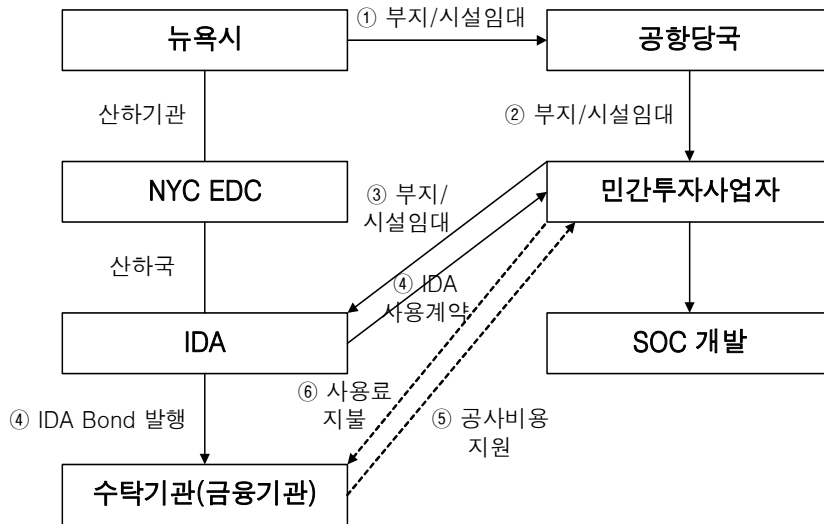 ① 부지/시설임대
뉴욕시
공항당국
산하기관
② 부지/시설임대
NYC EDC
③ 부지/
시설임대
민간투자사업자
산하국
④ IDA
사용계약
IDA
SOC 개발
⑥ 사용료
지불
④ IDA Bond 발행
⑤ 공사비용
지원
수탁기관(금융기관)